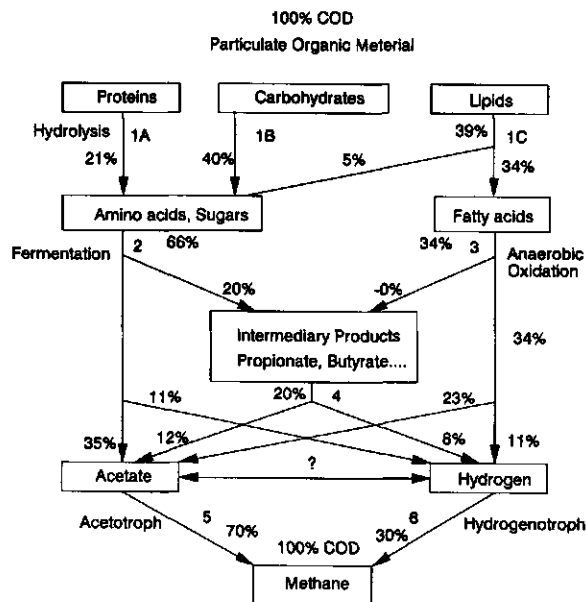 100% COD
Particulate Organic Meterial
Proteins
Carbohydrates
Lipids
Hydrolysis
1A
1B
39%
1C
21%
40%
5%
34%
Amino acids, Sugars
Fatty acids
66%
34%
Fermentation
2
3
Anaerobic
Oxidation
20%
-0%
Intermediary Products
Propionate, Butyrate....
34%
11%
20%
4
23%
35%
12%
8%
11%
Acetate
?
Hydrogen
Acetotroph
5
70%
6
30%
Hydrogenotroph
100% COD
Methane